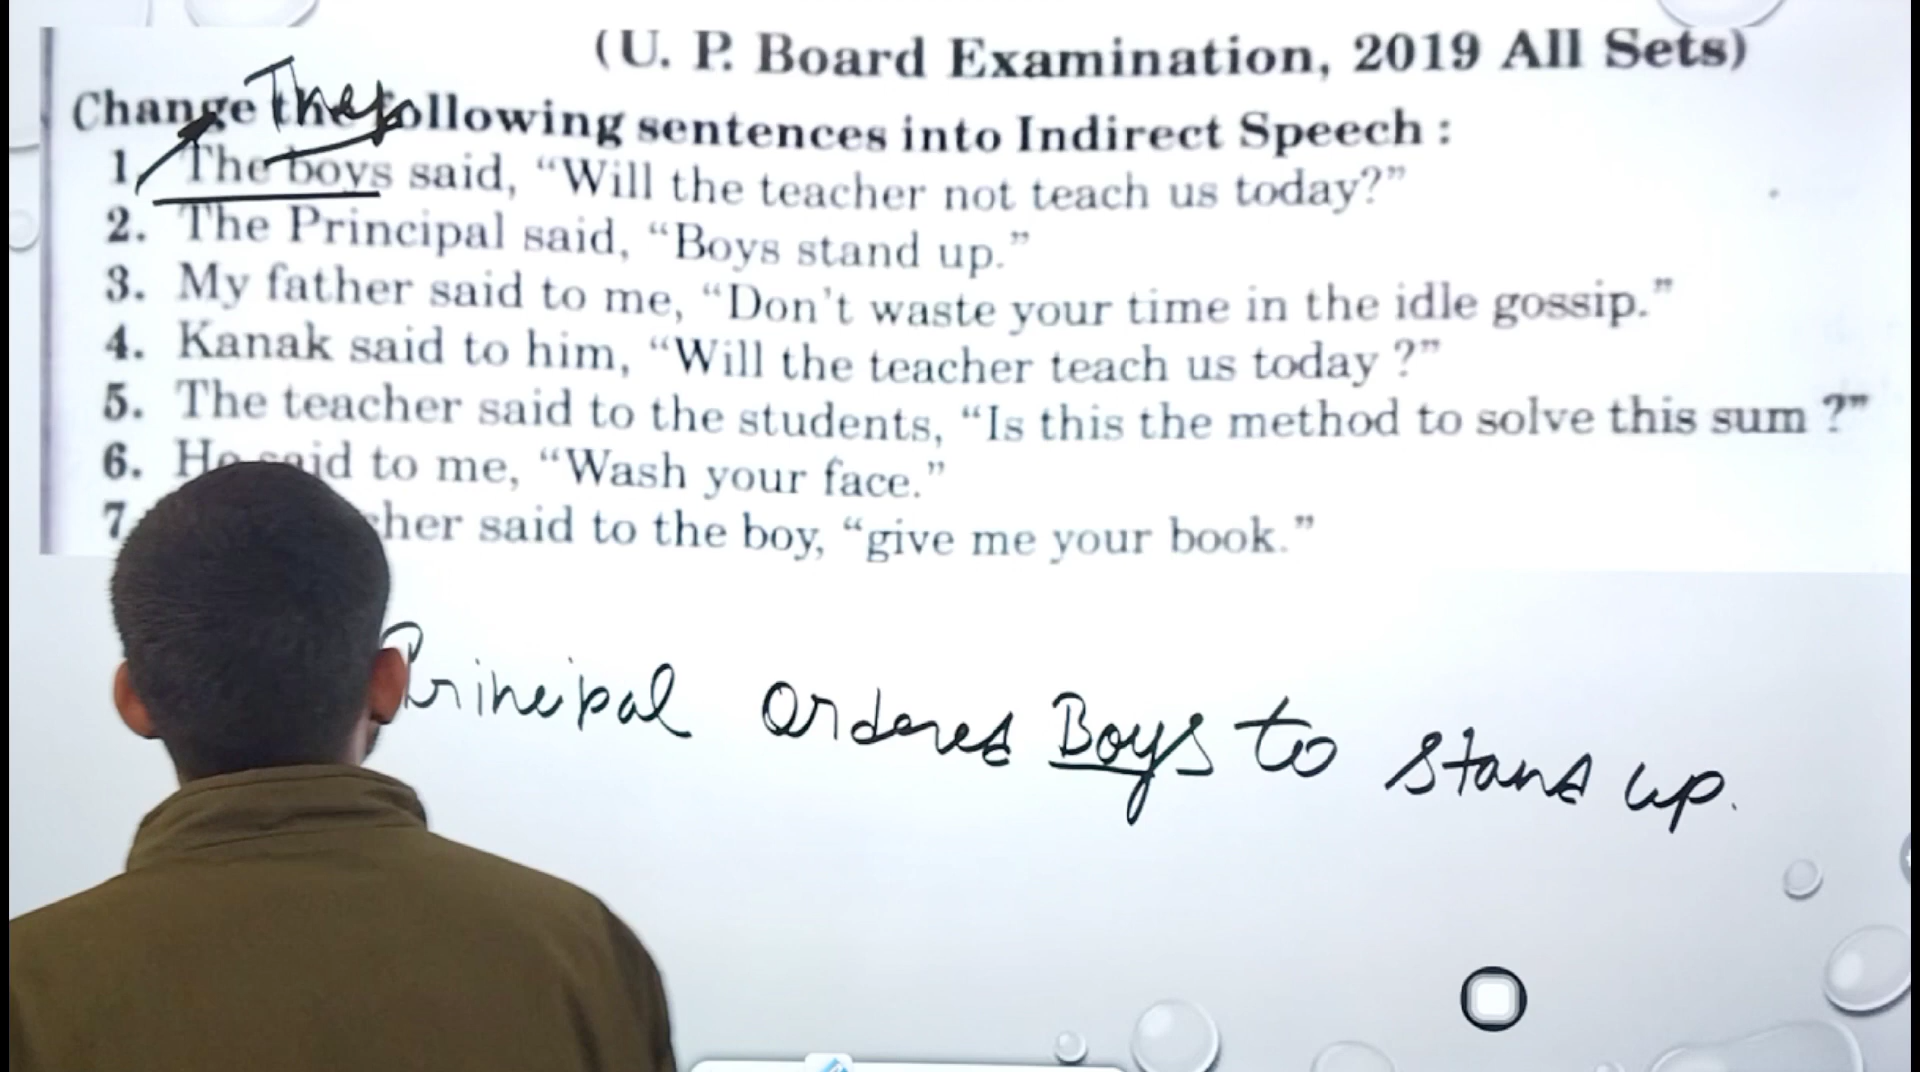 (U. P. Board Examination, 2019 All Sets)
They
Change the following sentences into Indirect Speech :
1. The boys said, “Will the teacher not teach us today?”
2. The Principal said, “Boys stand up.”
3. My father said to me, “Don't waste your time in the idle gossip.”
4. Kanak said to him, “Will the teacher teach us today ?”
5. The teacher said to the students, “Is this the method to solve this sum ?”
6. He said to me, “Wash your face.”
7 said to the boy, “give me your book.”
Principal ordered Boys to stand up.